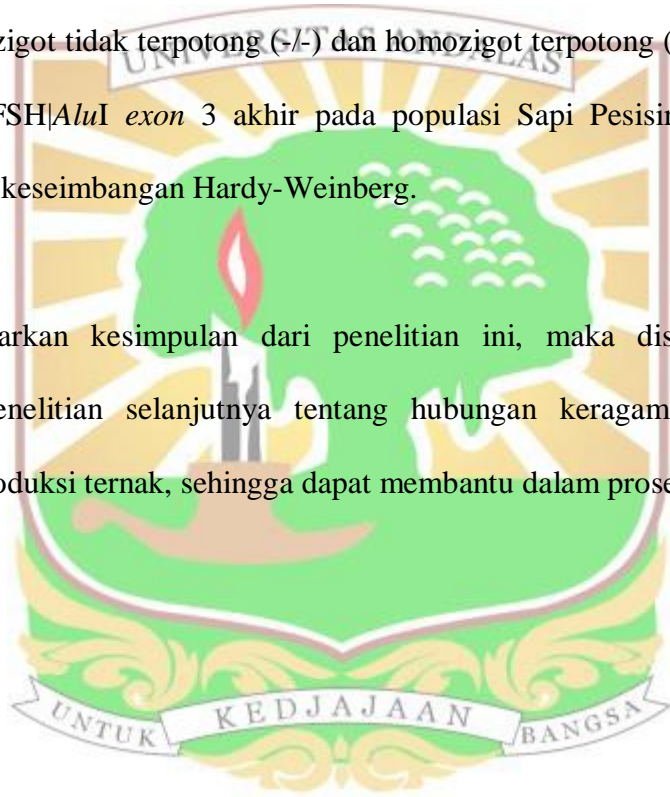 zigot tidak terpotong (-/-) dan homozigot terpotong (
UNIVERSITAS ANDALAS
FSH|AluI exon 3 akhir pada populasi Sapi Pesisir
keseimbangan Hardy-Weinberg.
arkan kesimpulan dari penelitian ini, maka dis
enelitian selanjutnya tentang hubungan keragam
oduksi ternak, sehingga dapat membantu dalam prose
UNTUK KEDJAJAAN BANGSA